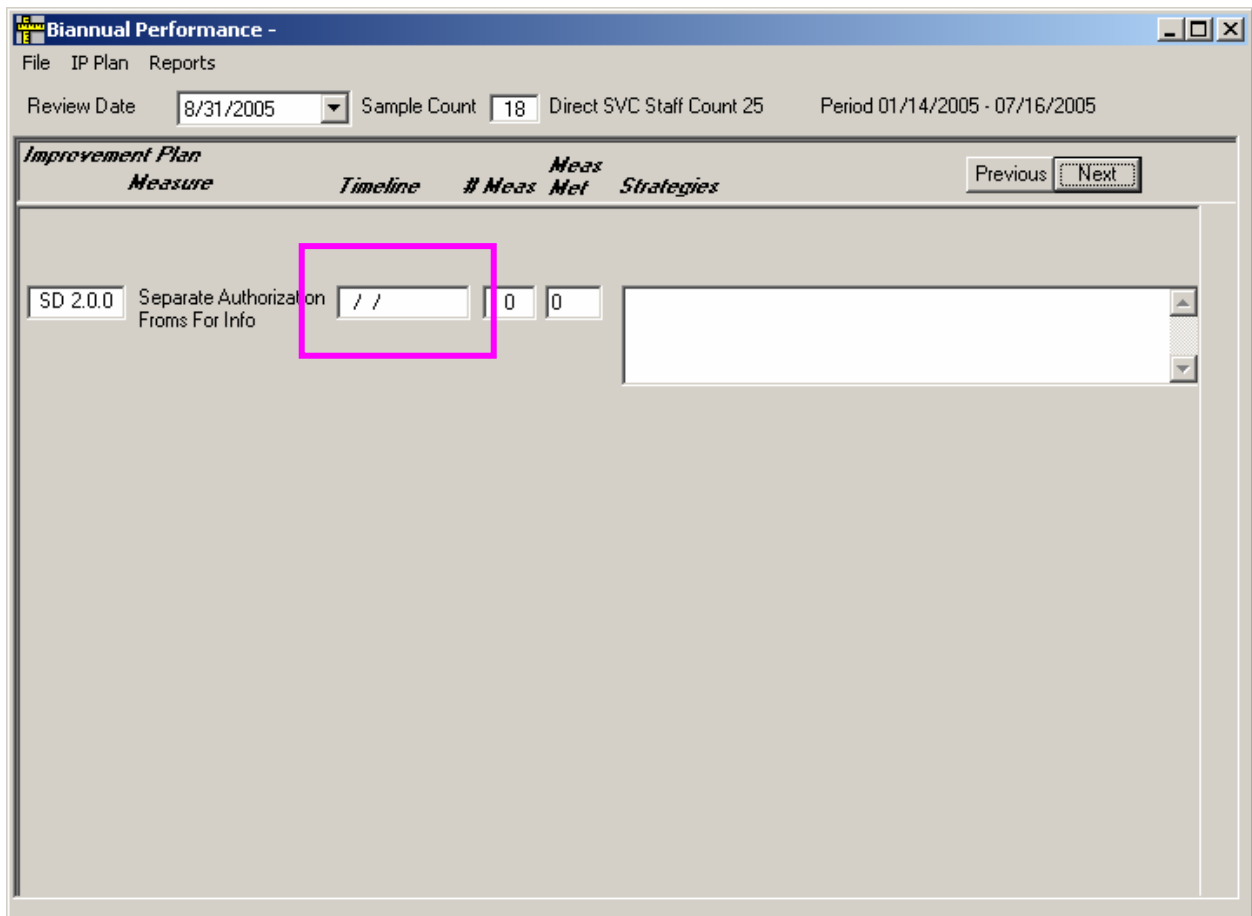 Biannual Performance -
File IP Plan Reports
Review Date 8/31/2005 Sample Count 18 Direct SVC Staff Count 25 Period 01/14/2005 - 07/16/2005
Improvement Plan
Measure Timeline # Meas Meas Met Strategies Previous Next
SD 2.0.0 Separate Authorization / / 0 0
Froms For Info